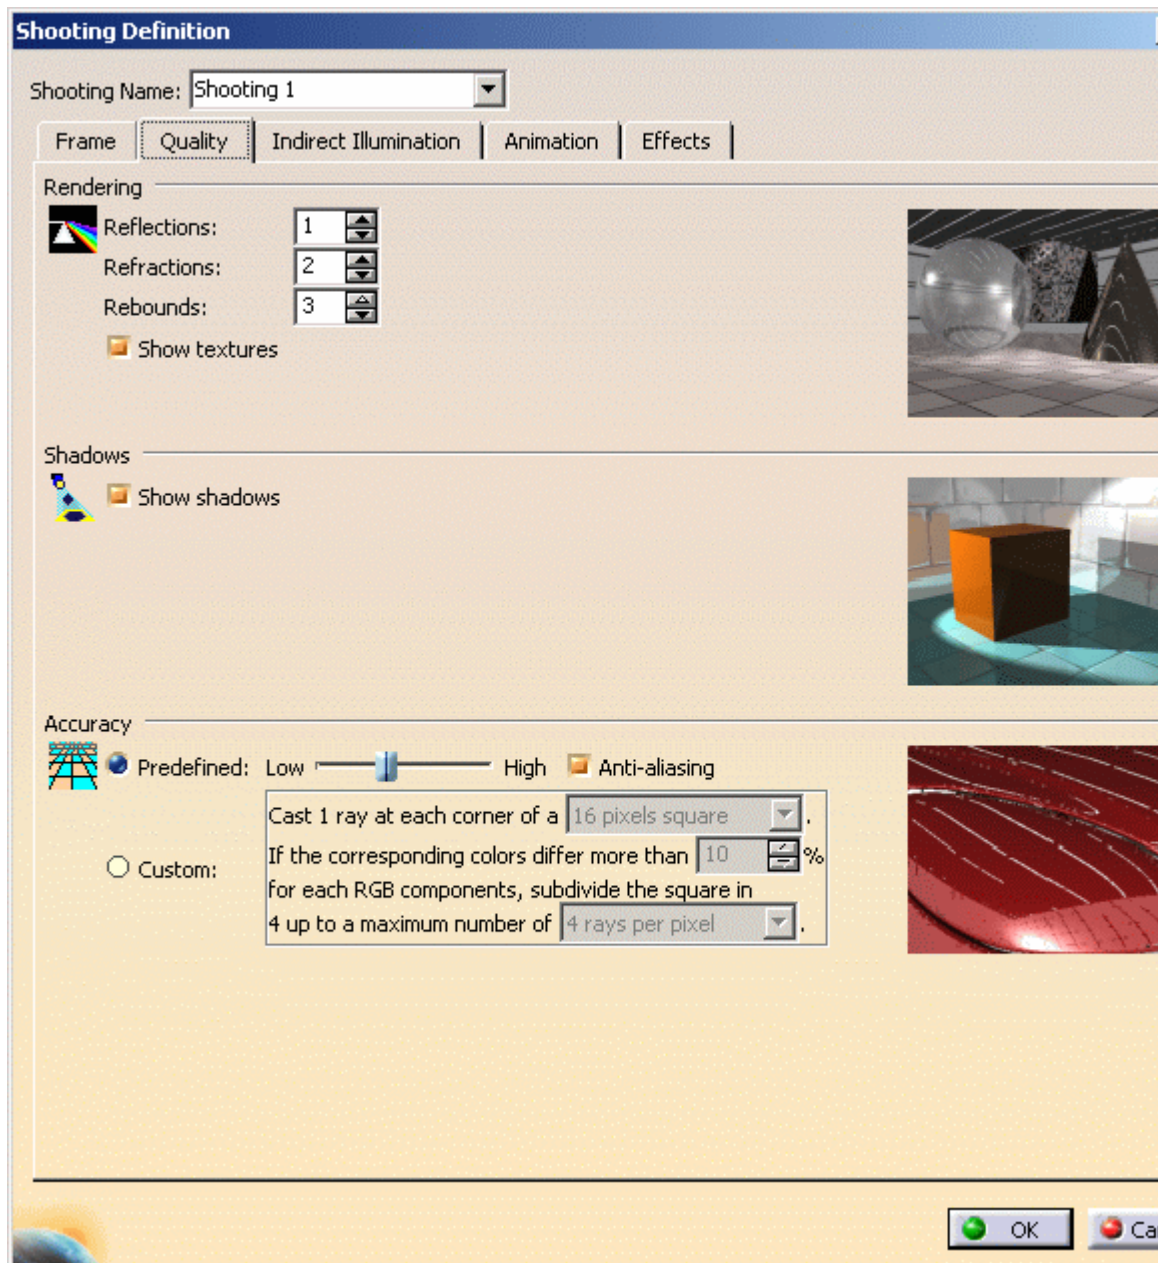 Shooting Definition
Shooting Name: Shooting 1
Frame Quality Indirect Illumination Animation Effects
Rendering
Reflections: 1
Refractions: 2
Rebounds: 3
Show textures
Shadows
Show shadows
Accuracy
Predefined: Low High Anti-aliasing
Cast 1 ray at each corner of a 16 pixels square .
If the corresponding colors differ more than 10 %
Custom:
for each RGB components, subdivide the square in
4 up to a maximum number of 4 rays per pixel .
OK Ca